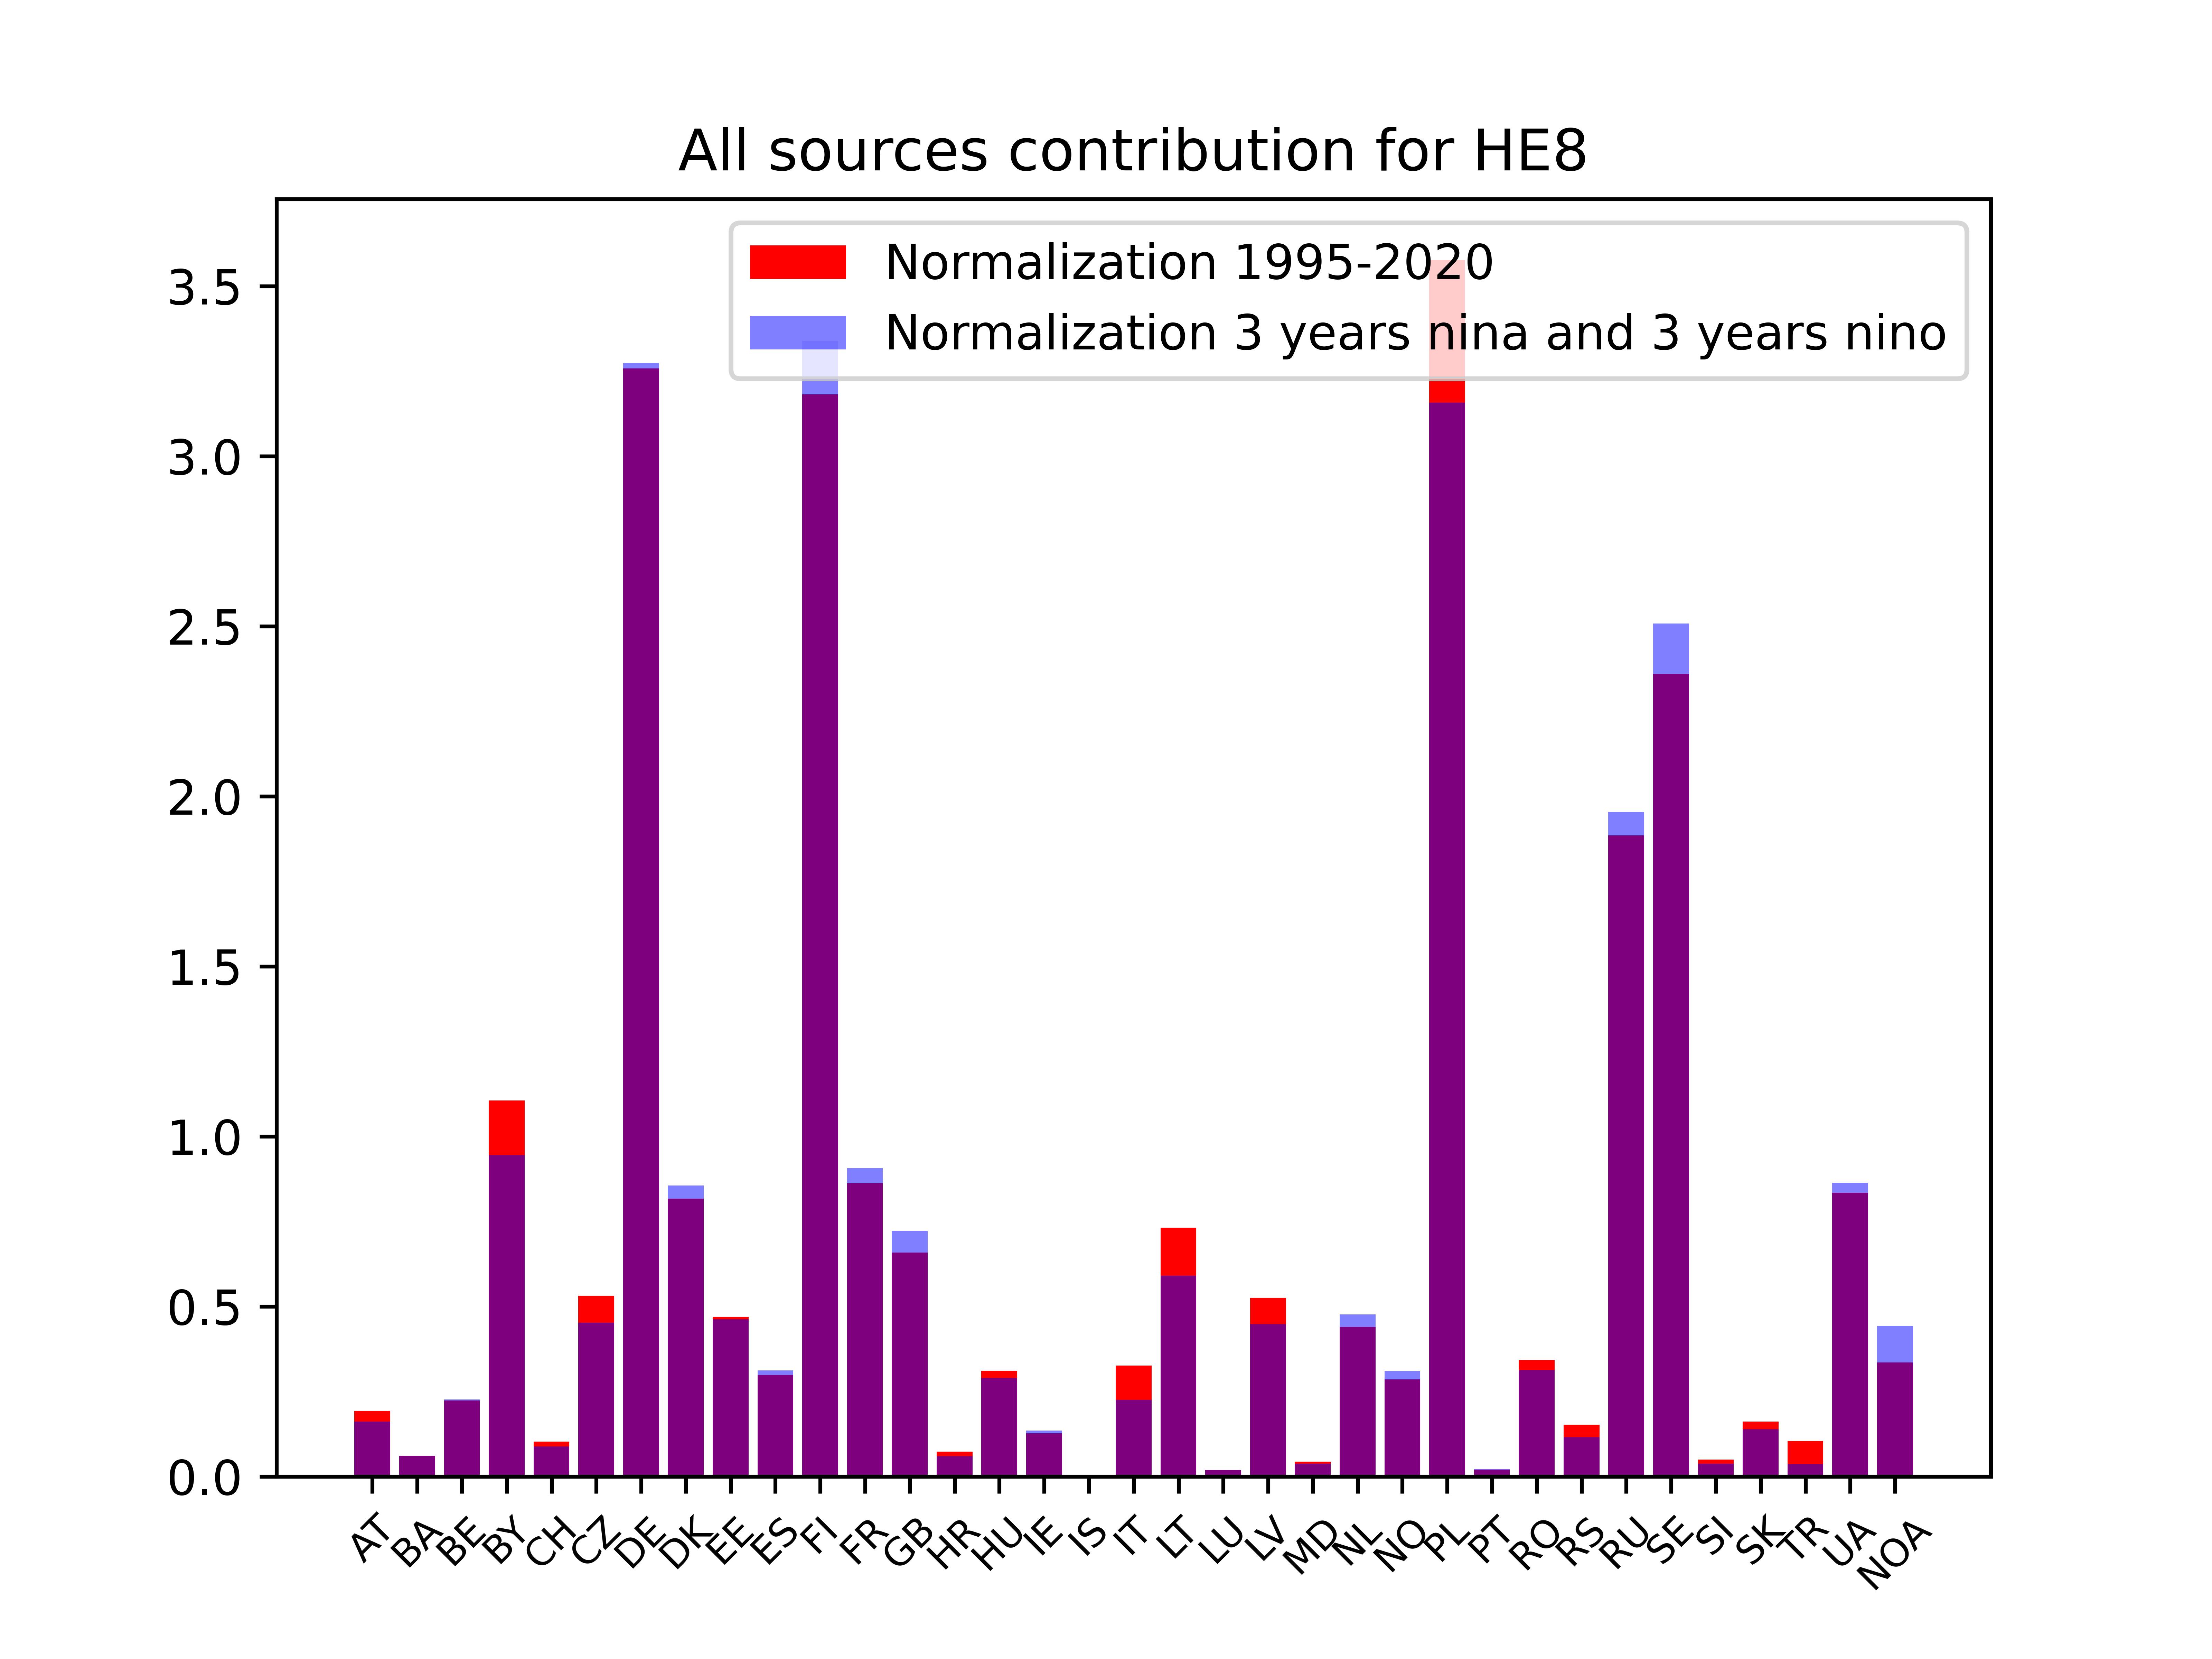 All sources contribution for HE8
Normalization 1995-2020
Normalization 3 years nina and 3 years nino
3.5
3.0
2.5
2.0
1.5
1.0
0.5
0.0
AT BA BE BY CH CZ DE DK EE ES FI FR GB HR HU IE IS IT LT LU LV MD NL NO PL PT RO RS RU SE SI SK TR UA NOA